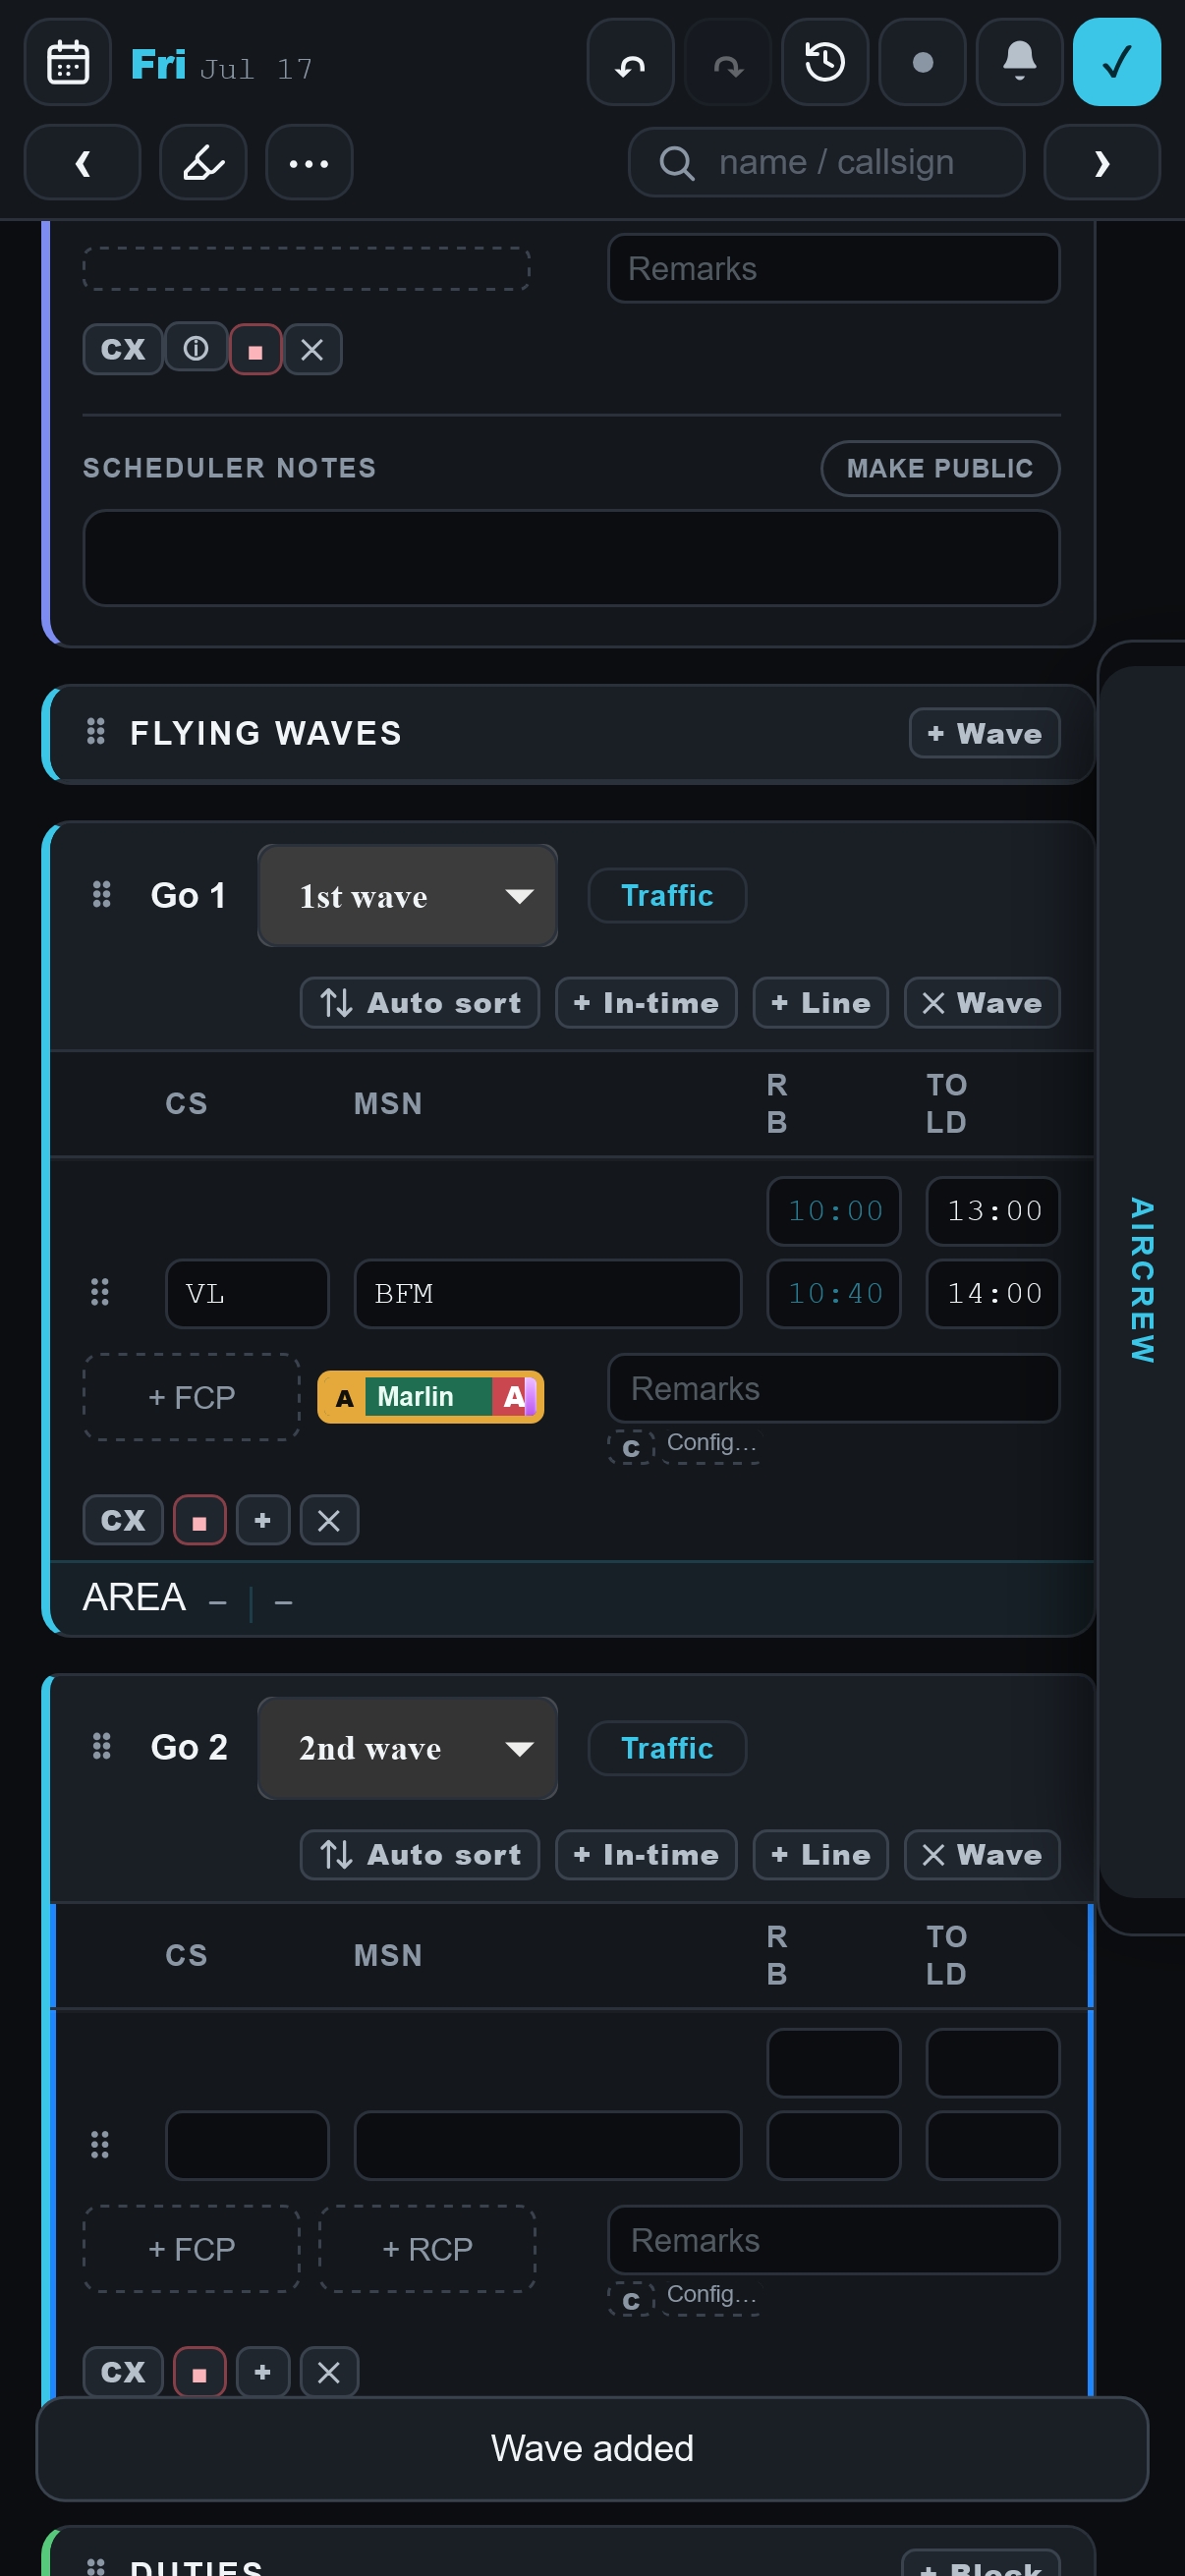 Fri Jul 17
name / callsign
Remarks
CX
SCHEDULER NOTES
MAKE PUBLIC
FLYING WAVES
+ Wave
Go 1
1st wave
Traffic
Auto sort
+ In-time
+ Line
× Wave
CS
MSN
R
B
TO
LD
10:00
13:00
VL
BFM
10:40
14:00
+ FCP
A Marlin A
Remarks
C Config...
CX
+
AREA – | –
AIRCREW
Go 2
2nd wave
Traffic
Auto sort
+ In-time
+ Line
× Wave
CS
MSN
R
B
TO
LD
+ FCP
+ RCP
Remarks
C Config...
CX
+
Wave added
DUTIES
+ Block